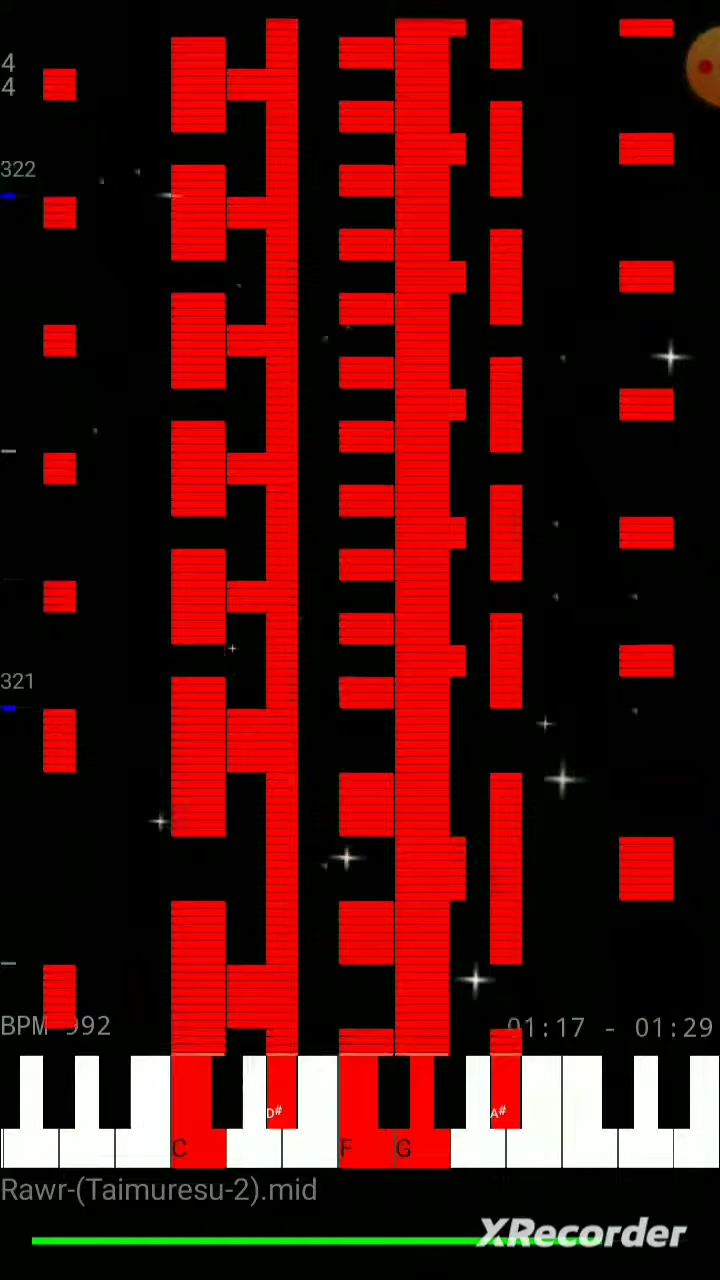 4
4
322
321
BPM 992
01:17 - 01:29
D# A#
C F G
Rawr-(Taimuresu-2).mid
XRecorder